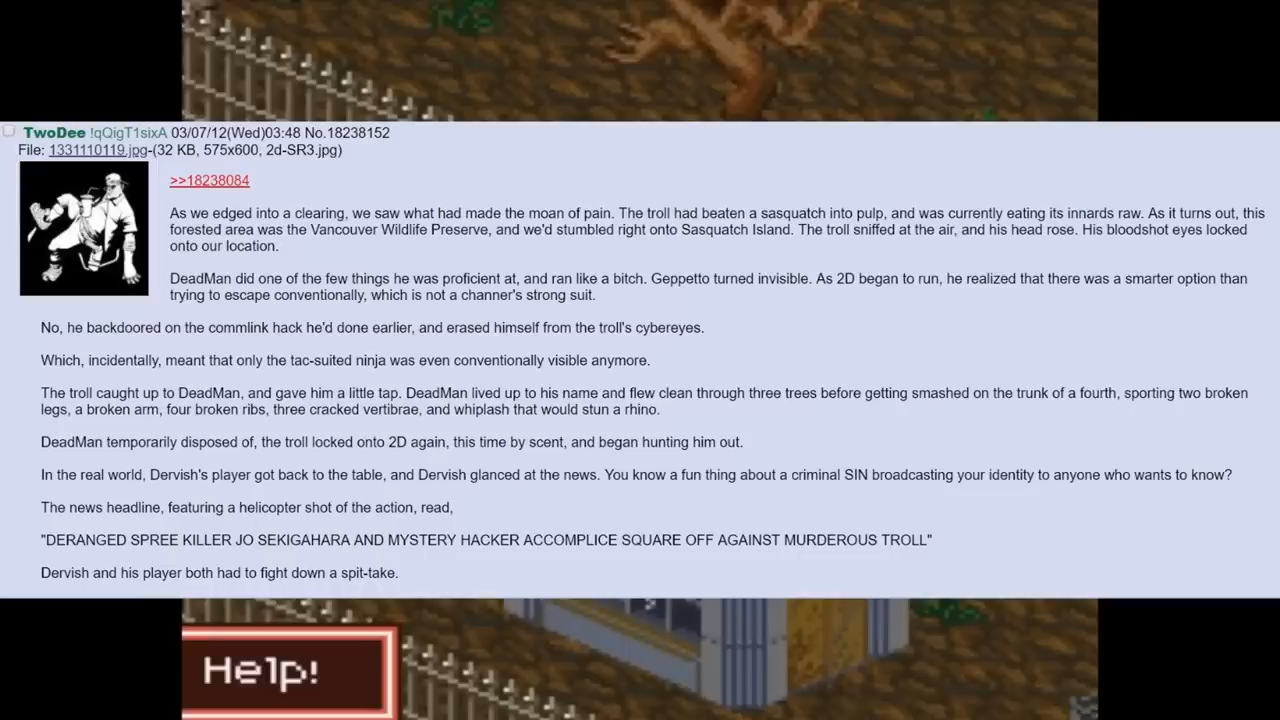 TwoDee !qQigT1sixA 03/07/12(Wed)03:48 No.18238152
File: 1331110119.jpg-(32 KB, 575x600, 2d-SR3.jpg)
>>18238084
As we edged into a clearing, we saw what had made the moan of pain. The troll had beaten a sasquatch into pulp, and was currently eating its innards raw. As it turns out, this
forested area was the Vancouver Wildlife Preserve, and we'd stumbled right onto Sasquatch Island. The troll sniffed at the air, and his head rose. His bloodshot eyes locked
onto our location.
DeadMan did one of the few things he was proficient at, and ran like a bitch. Geppetto turned invisible. As 2D began to run, he realized that there was a smarter option than
trying to escape conventionally, which is not a channer's strong suit.
No, he backdoored on the commlink hack he'd done earlier, and erased himself from the troll's cybereyes.
Which, incidentally, meant that only the tac-suited ninja was even conventionally visible anymore.
The troll caught up to DeadMan, and gave him a little tap. DeadMan lived up to his name and flew clean through three trees before getting smashed on the trunk of a fourth, sporting two broken
legs, a broken arm, four broken ribs, three cracked vertibrae, and whiplash that would stun a rhino.
DeadMan temporarily disposed of, the troll locked onto 2D again, this time by scent, and began hunting him out.
In the real world, Dervish's player got back to the table, and Dervish glanced at the news. You know a fun thing about a criminal SIN broadcasting your identity to anyone who wants to know?
The news headline, featuring a helicopter shot of the action, read,
"DERANGED SPREE KILLER JO SEKIGAHARA AND MYSTERY HACKER ACCOMPLICE SQUARE OFF AGAINST MURDEROUS TROLL"
Dervish and his player both had to fight down a spit-take.
Help!